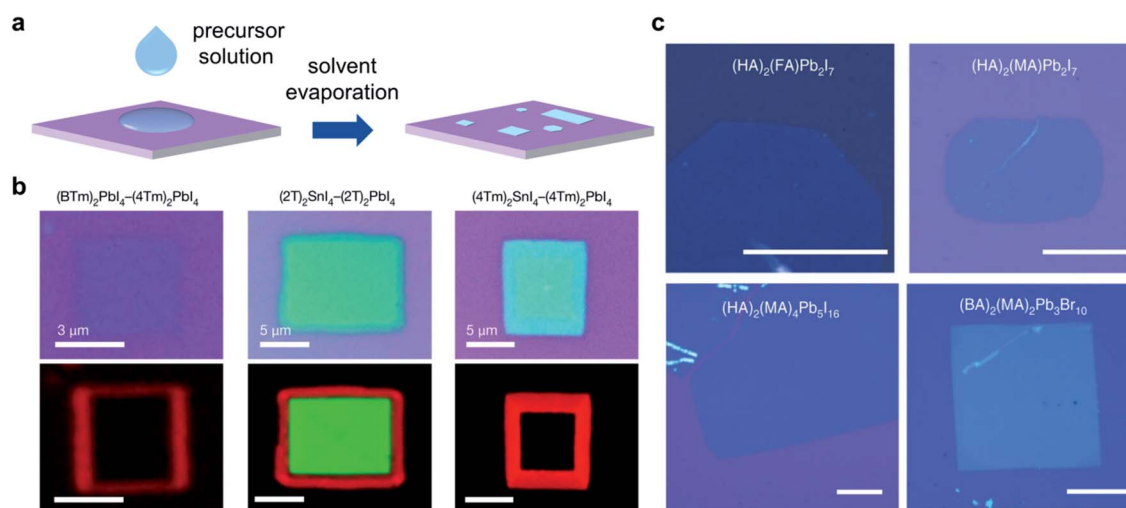 a
precursor
solution
solvent
evaporation
b
(BTm)₂PbI₄–(4Tm)₂PbI₄
(2T)₂SnI₄–(2T)₂PbI₄
(4Tm)₂SnI₄–(4Tm)₂PbI₄
3 μm
5 μm
5 μm
c
(HA)₂(FA)Pb₂I₇
(HA)₂(MA)Pb₂I₇
(HA)₂(MA)₄Pb₅I₁₆
(BA)₂(MA)₂Pb₃Br₁₀